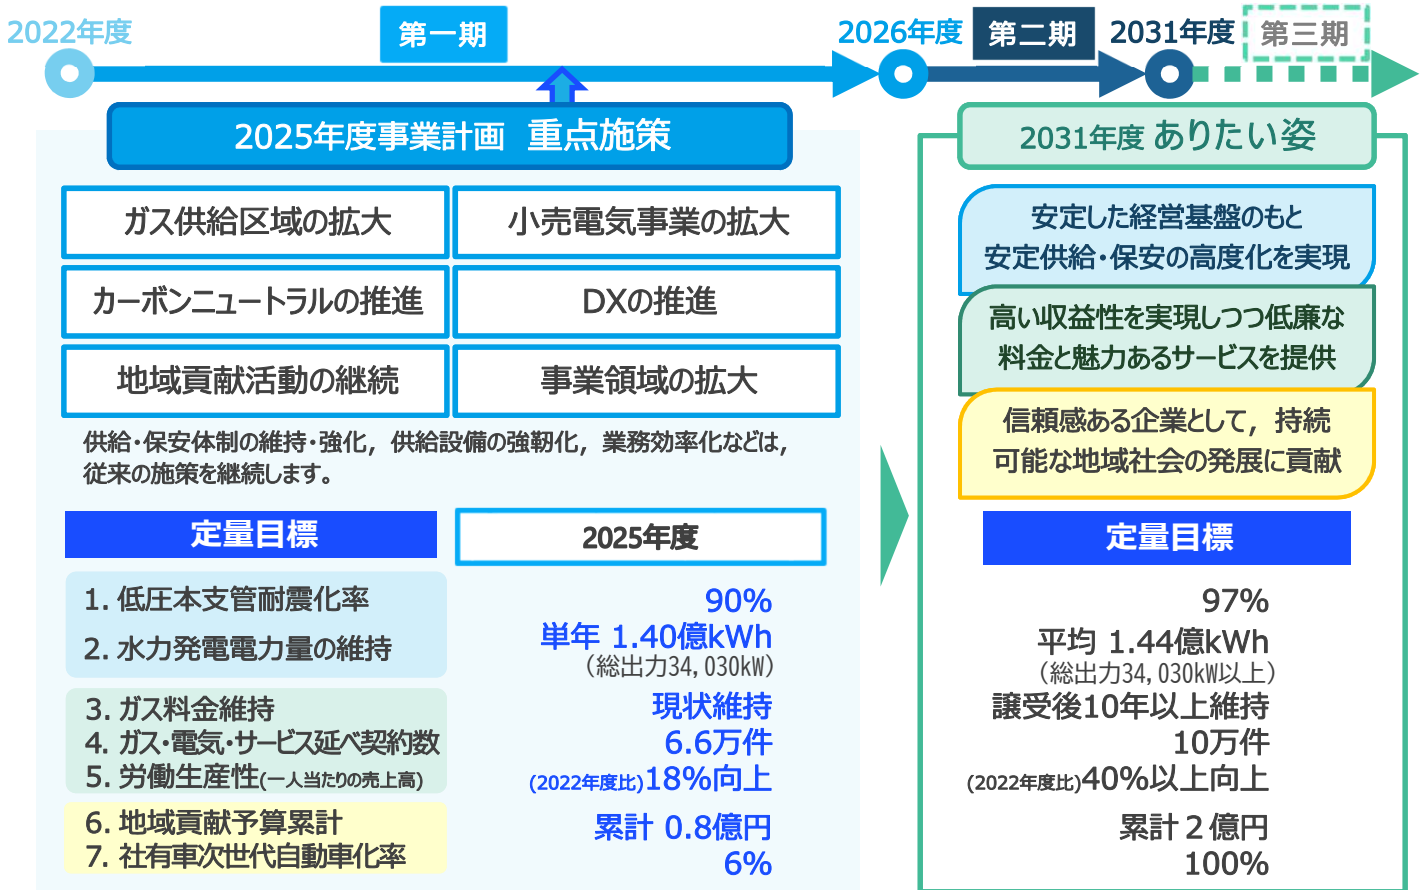 2022年度
第一期
2026年度
第二期
2031年度
第三期
2025年度事業計画 重点施策
ガス供給区域の拡大
小売電気事業の拡大
カーボンニュートラルの推進
DXの推進
地域貢献活動の継続
事業領域の拡大
供給・保安体制の維持・強化，供給設備の強靭化，業務効率化などは，
従来の施策を継続します。
定量目標
2025年度
1. 低圧本支管耐震化率
90%
2. 水力発電電力量の維持
単年 1.40億kWh
（総出力34,030kW）
3. ガス料金維持
現状維持
4. ガス・電気・サービス延べ契約数
6.6万件
5. 労働生産性(一人当たりの売上高)
(2022年度比)18%向上
6. 地域貢献予算累計
累計 0.8億円
7. 社有車次世代自動車化率
6%
2031年度 ありたい姿
安定した経営基盤のもと
安定供給・保安の高度化を実現
高い収益性を実現しつつ低廉な
料金と魅力あるサービスを提供
信頼感ある企業として，持続
可能な地域社会の発展に貢献
定量目標
97%
平均 1.44億kWh
（総出力34,030kW以上）
譲受後10年以上維持
10万件
(2022年度比)40%以上向上
累計２億円
100%